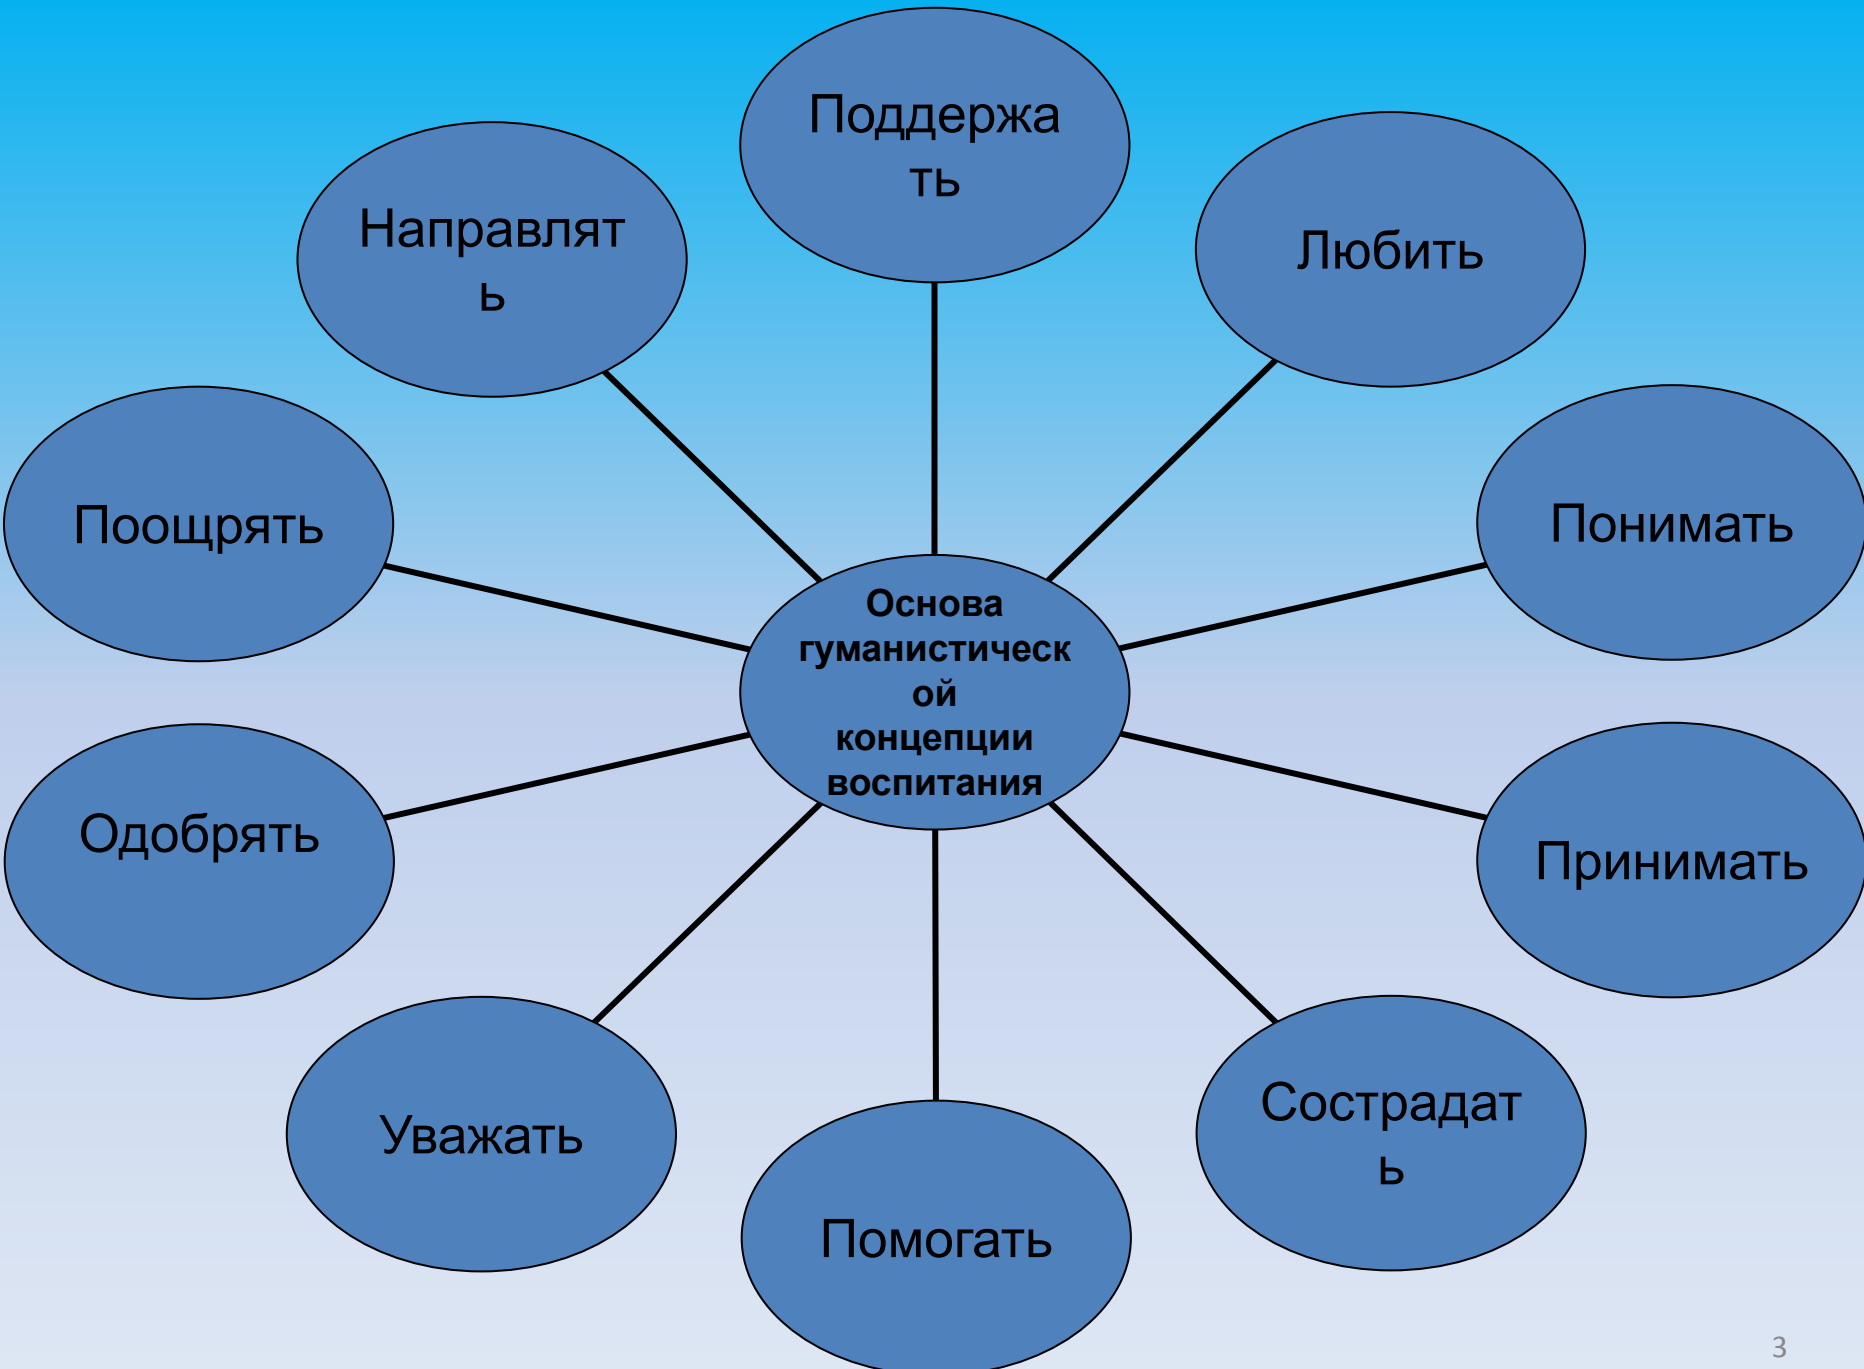 Поддержа
ть
Направлят
ь
Любить
Поощрять
Понимать
Основа
гуманистическ
ой
концепции
воспитания
Одобрять
Принимать
Уважать
Сострадат
ь
Помогать
3